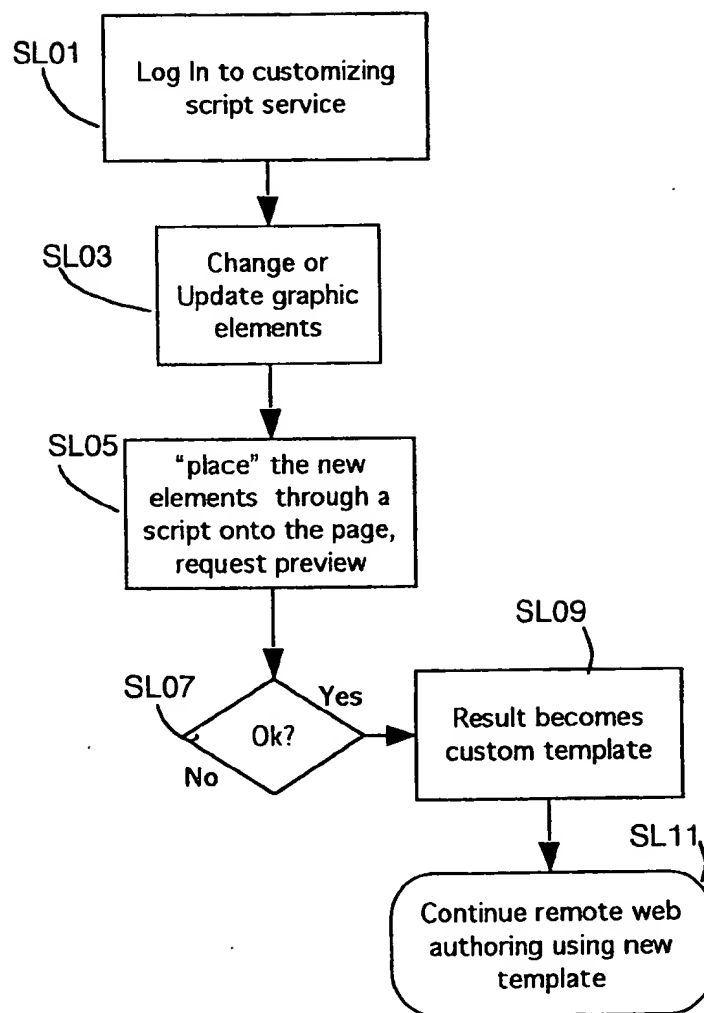 SL01
Log In to customizing
script service
SL03
Change or
Update graphic
elements
SL05
"place" the new
elements through a
script onto the page,
request preview
SL09
SL07
Yes
Ok?
No
Result becomes
custom template
SL11
Continue remote web
authoring using new
template